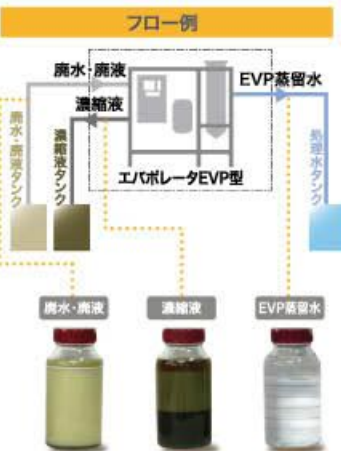 フロー例
廃水・廃液
濃縮液
EVP蒸留水
廃水・廃液タンク
濃縮液タンク
処理水タンク
エバポレータEVP型
廃水・廃液
濃縮液
EVP蒸留水